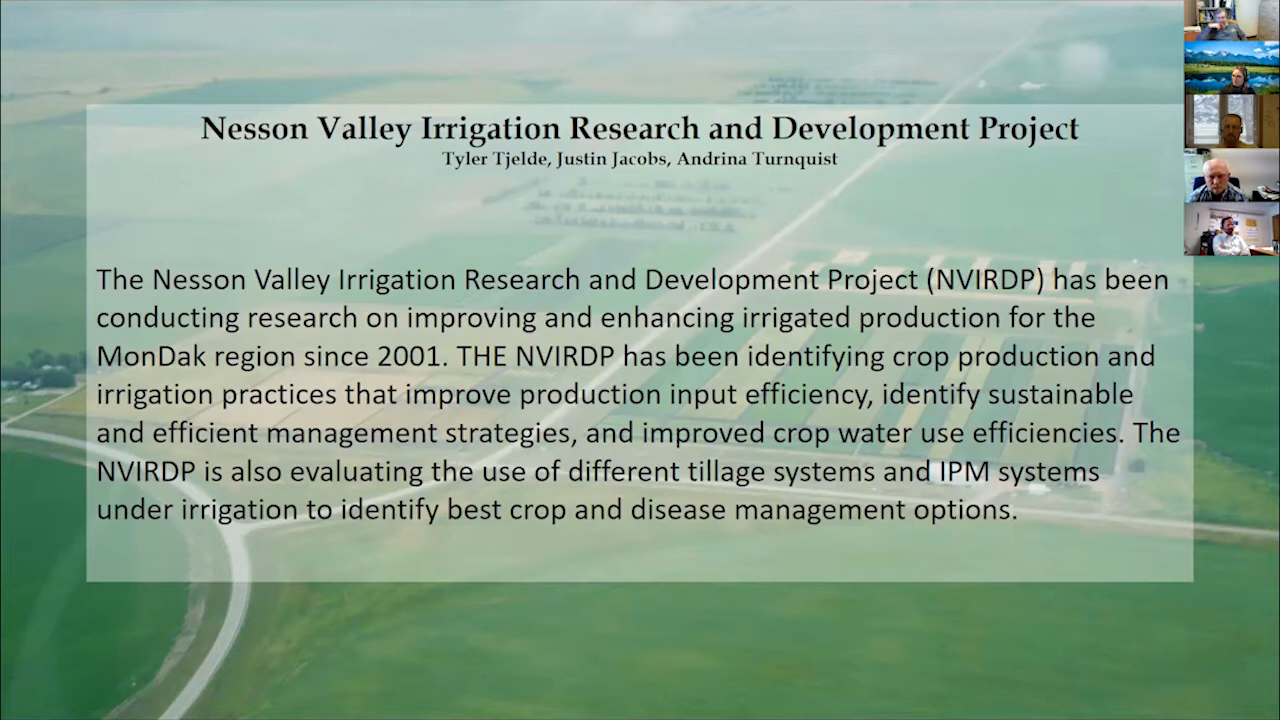 Nesson Valley Irrigation Research and Development Project
Tyler Tjelde, Justin Jacobs, Andrina Turnquist
The Nesson Valley Irrigation Research and Development Project (NVIRDP) has been
conducting research on improving and enhancing irrigated production for the
MonDak region since 2001. THE NVIRDP has been identifying crop production and
irrigation practices that improve production input efficiency, identify sustainable
and efficient management strategies, and improved crop water use efficiencies. The
NVIRDP is also evaluating the use of different tillage systems and IPM systems
under irrigation to identify best crop and disease management options.